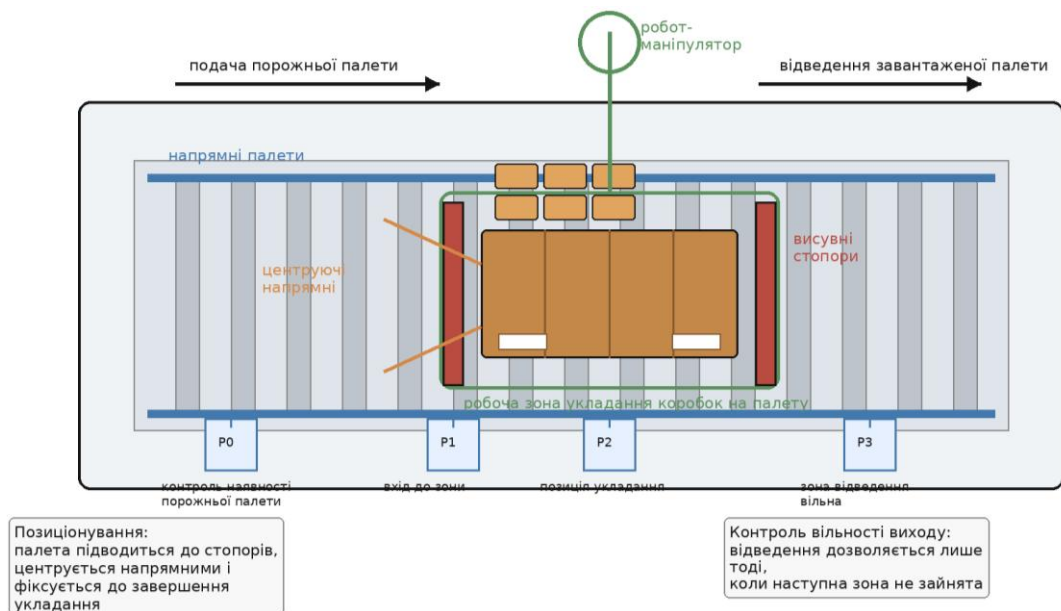 робот-
маніпулятор
подача порожньої палети
відведення завантаженої палети
напрямні палети
висувні
стопори
центруючі
напрямні
робоча зона укладання коробок на палету
P0
P1
P2
P3
контроль наявності
порожньої палети
вхід до зони
позиція укладання
зона відведення
вільна
Позиціонування:
палета підводиться до стопорів,
центрується напрямними і
фіксується до завершення
укладання
Контроль вільності виходу:
відведення дозволяється лише
тоді,
коли наступна зона не зайнята